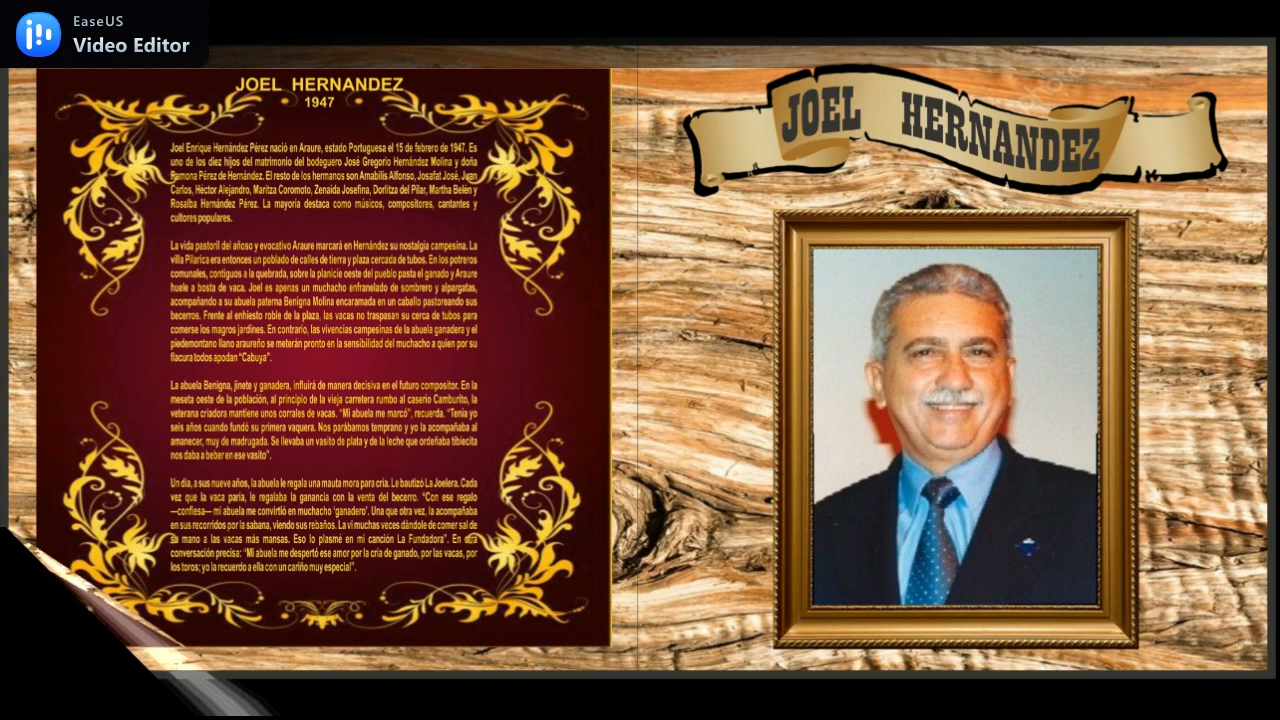 EaseUS
Video Editor
JOEL HERNANDEZ
1947
Joel Enrique Hernández Pérez nació en Araure, estado Portuguesa el 15 de febrero de 1947. Es
uno de los diez hijos del matrimonio del bodeguero José Gregorio Hernández Molina y doña
Ramona Pérez de Hernández. El resto de los hermanos son Amabilis Alfonso, Josafat José, Juan
Carlos, Héctor Alejandro, Maritza Coromoto, Zenaida Josefina, Dorlitza del Pilar, Martha Belén y
Rosalba Hernández Pérez. La mayoría destaca como músicos, compositores, cantantes y
cultores populares.
La vida pastoril del añoso y evocativo Araure marcará en Hernández su nostalgia campesina. La
villa Pilarica era entonces un poblado de calles de tierra y plaza cercada de tubos. En los potreros
comunales, contiguos a la quebrada, sobre la planicie oeste del pueblo pasta el ganado y Araure
huele a bosta de vaca. Joel es apenas un muchacho enfranelado de sombrero y alpargatas,
acompañando a su abuela paterna Benigna Molina encaramada en un caballo pastoreando sus
becerros. Frente al enhiesto roble de la plaza, las vacas no traspasan su cerca de tubos para
comerse los magros jardines. En contrario, las vivencias campesinas de la abuela ganadera y el
piedemontano llano araureño se meterán pronto en la sensibilidad del muchacho a quien por su
flacura todos apodan “Cabuya”.
La abuela Benigna, jinete y ganadera, influirá de manera decisiva en el futuro compositor. En la
meseta oeste de la población, al principio de la vieja carretera rumbo al caserío Camburito, la
veterana criadora mantiene unos corrales de vacas. “Mi abuela me marcó”, recuerda. “Tenía yo
seis años cuando fundó su primera vaquera. Nos parábamos temprano y yo la acompañaba al
amanecer, muy de madrugada. Se llevaba un vasito de plata y de la leche que ordeñaba tibiecita
nos daba a beber en ese vasito”.
Un día, a sus nueve años, la abuela le regala una mauta mora para cría. Le bautizó La Joelera. Cada
vez que la vaca paría, le regalaba la ganancia con la venta del becerro. “Con ese regalo
—confiesa— mi abuela me convirtió en muchacho ‘ganadero’. Una que otra vez, la acompañaba
en sus recorridos por la sabana, viendo sus rebaños. La vi muchas veces dándole de comer sal de
su mano a las vacas más mansas. Eso lo plasmé en mi canción La Fundadora”. En otra
conversación precisa: “Mi abuela me despertó ese amor por la cría de ganado, por las vacas, por
los toros; yo la recuerdo a ella con un cariño muy especial”.
JOEL HERNANDEZ